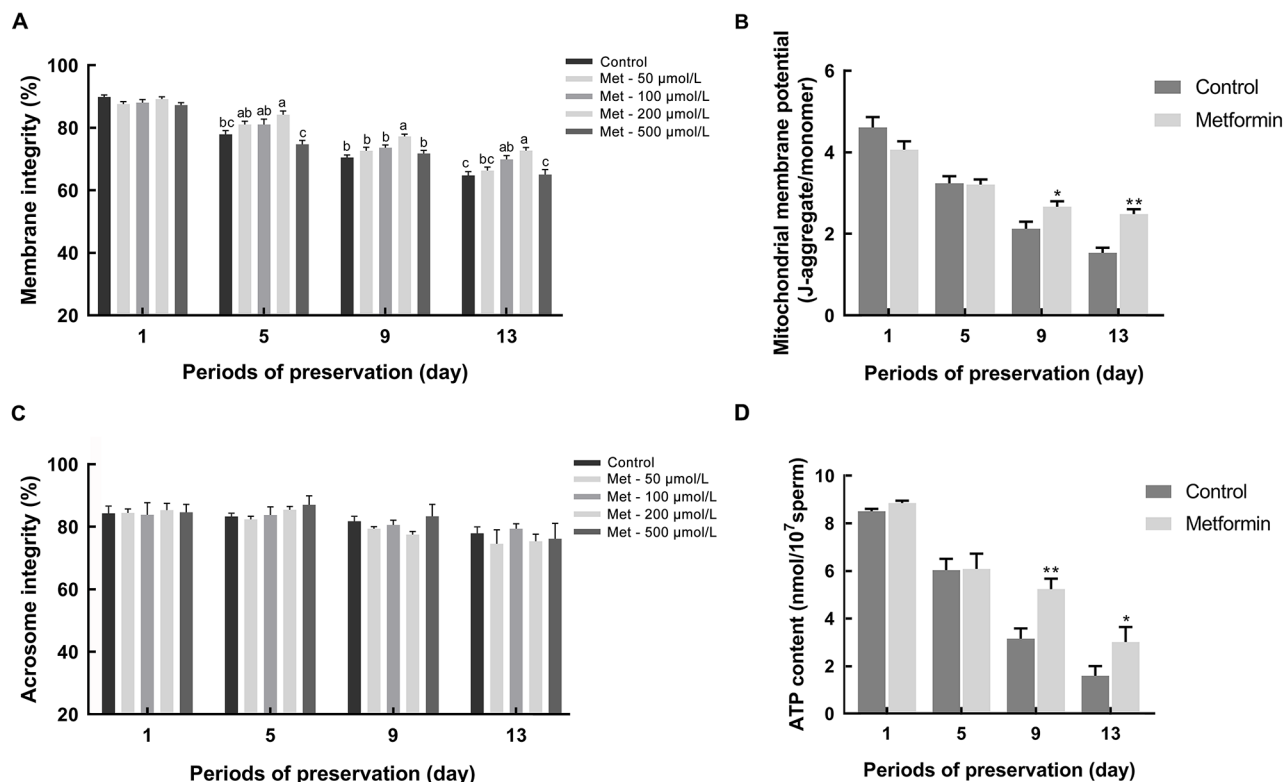 A
Membrane integrity (%)
100
80
60
40
20
bc ab ab a c
b b b a b
c bc ab a c
1 5 9 13
Periods of preservation (day)
Control
Met - 50 μmol/L
Met - 100 μmol/L
Met - 200 μmol/L
Met - 500 μmol/L
B
Mitochondrial membrane potential
(J-aggregate/monomer)
6
4
2
0
*
**
1 5 9 13
Periods of preservation (day)
Control
Metformin
C
Acrosome integrity (%)
100
80
60
40
20
1 5 9 13
Periods of preservation (day)
Control
Met - 50 μmol/L
Met - 100 μmol/L
Met - 200 μmol/L
Met - 500 μmol/L
D
ATP content (nmol/10⁷ sperm)
10
8
6
4
2
0
**
*
1 5 9 13
Periods of preservation (day)
Control
Metformin